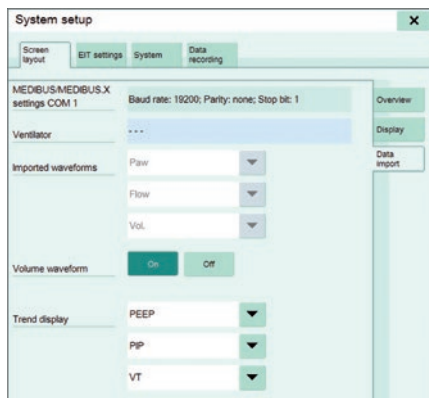 System setup
Screen layout
EIT settings
System
Data recording
MEDIBUS/MEDIBUS.X
settings COM 1
Baud rate: 19200; Parity: none; Stop bit: 1
Overview
Ventilator
---
Display
Imported waveforms
Paw
Data import
Flow
Vol.
Volume waveform
On
Off
Trend display
PEEP
PIP
VT